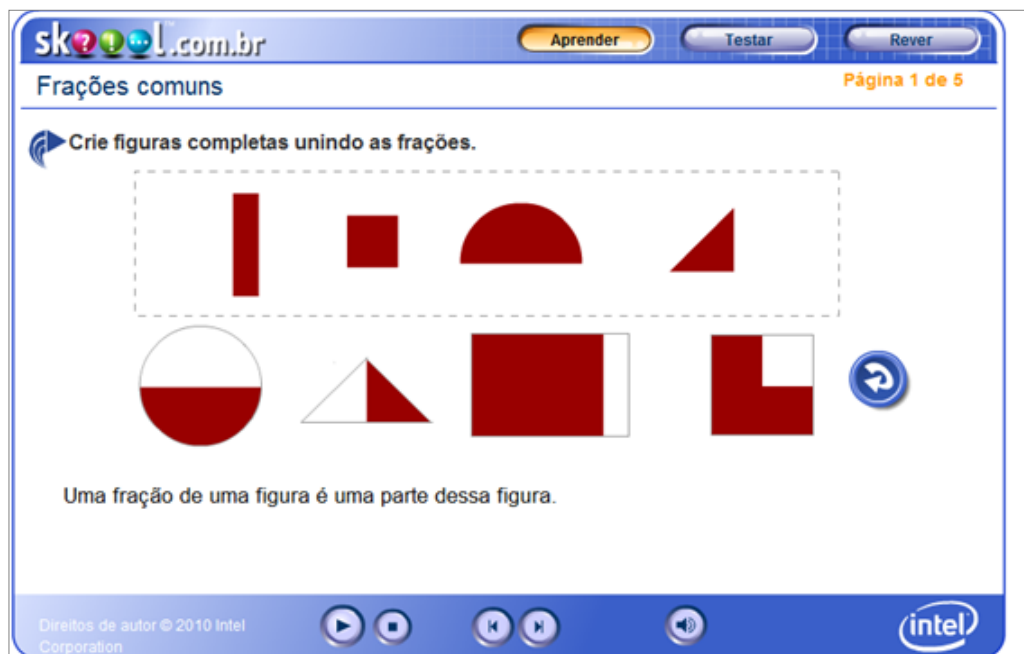 sk?!...l.com.br
Aprender
Testar
Rever
Frações comuns
Página 1 de 5
Crie figuras completas unindo as frações.
Uma fração de uma figura é uma parte dessa figura.
Direitos de autor © 2010 Intel
Corporation
intel